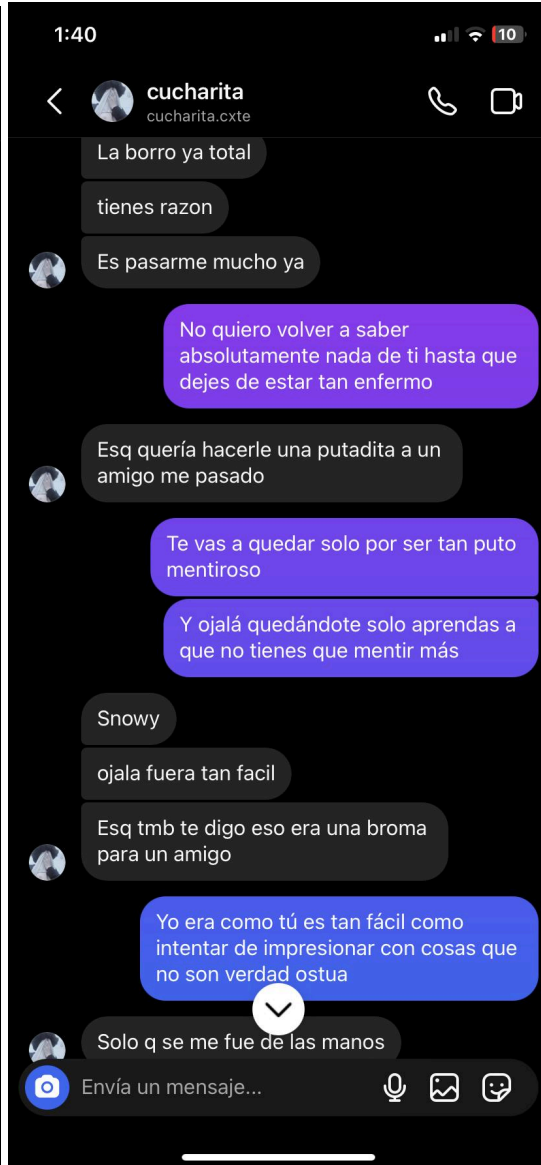 1:40
10
cucharita
cucharita.cxte
La borro ya total
tienes razon
Es pasarme mucho ya
No quiero volver a saber
absolutamente nada de ti hasta que
dejes de estar tan enfermo
Esq quería hacerle una putadita a un
amigo me pasado
Te vas a quedar solo por ser tan puto
mentiroso
Y ojalá quedándote solo aprendas a
que no tienes que mentir más
Snowy
ojala fuera tan facil
Esq tmb te digo eso era una broma
para un amigo
Yo era como tú es tan fácil como
intentar de impresionar con cosas que
no son verdad ostua
Solo q se me fue de las manos
Envía un mensaje...